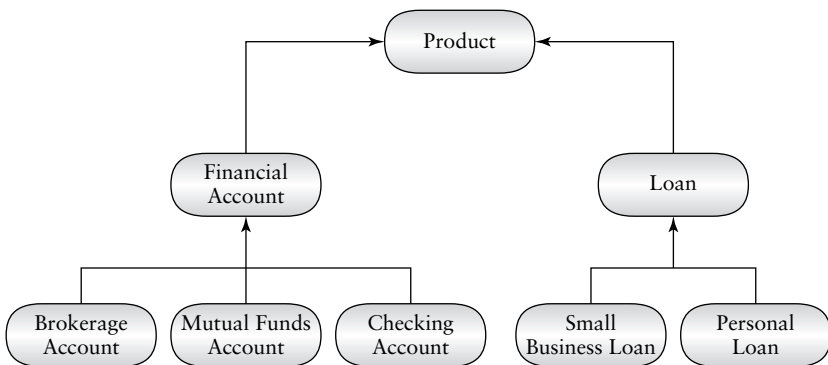 Product
Financial
Account
Loan
Brokerage
Account
Mutual Funds
Account
Checking
Account
Small
Business Loan
Personal
Loan